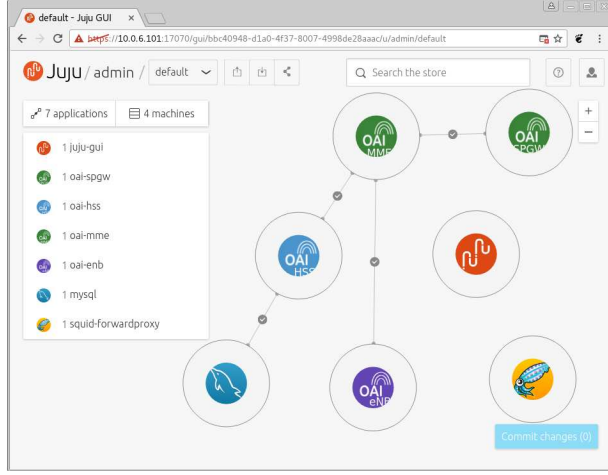 default - Juju GUI
https://10.0.6.101:17070/gui/bbc40948-d1a0-4f37-8007-4998de28aaac/u/admin/default
JUJU / admin / default
Search the store
7 applications
4 machines
1 juju-gui
1 oai-spgw
1 oai-hss
1 oai-mme
1 oai-enb
1 mysql
1 squid-forwardproxy
OAI
MME
OAI
SPGW
OAI
HSS
OAI
eNB
Commit changes (0)